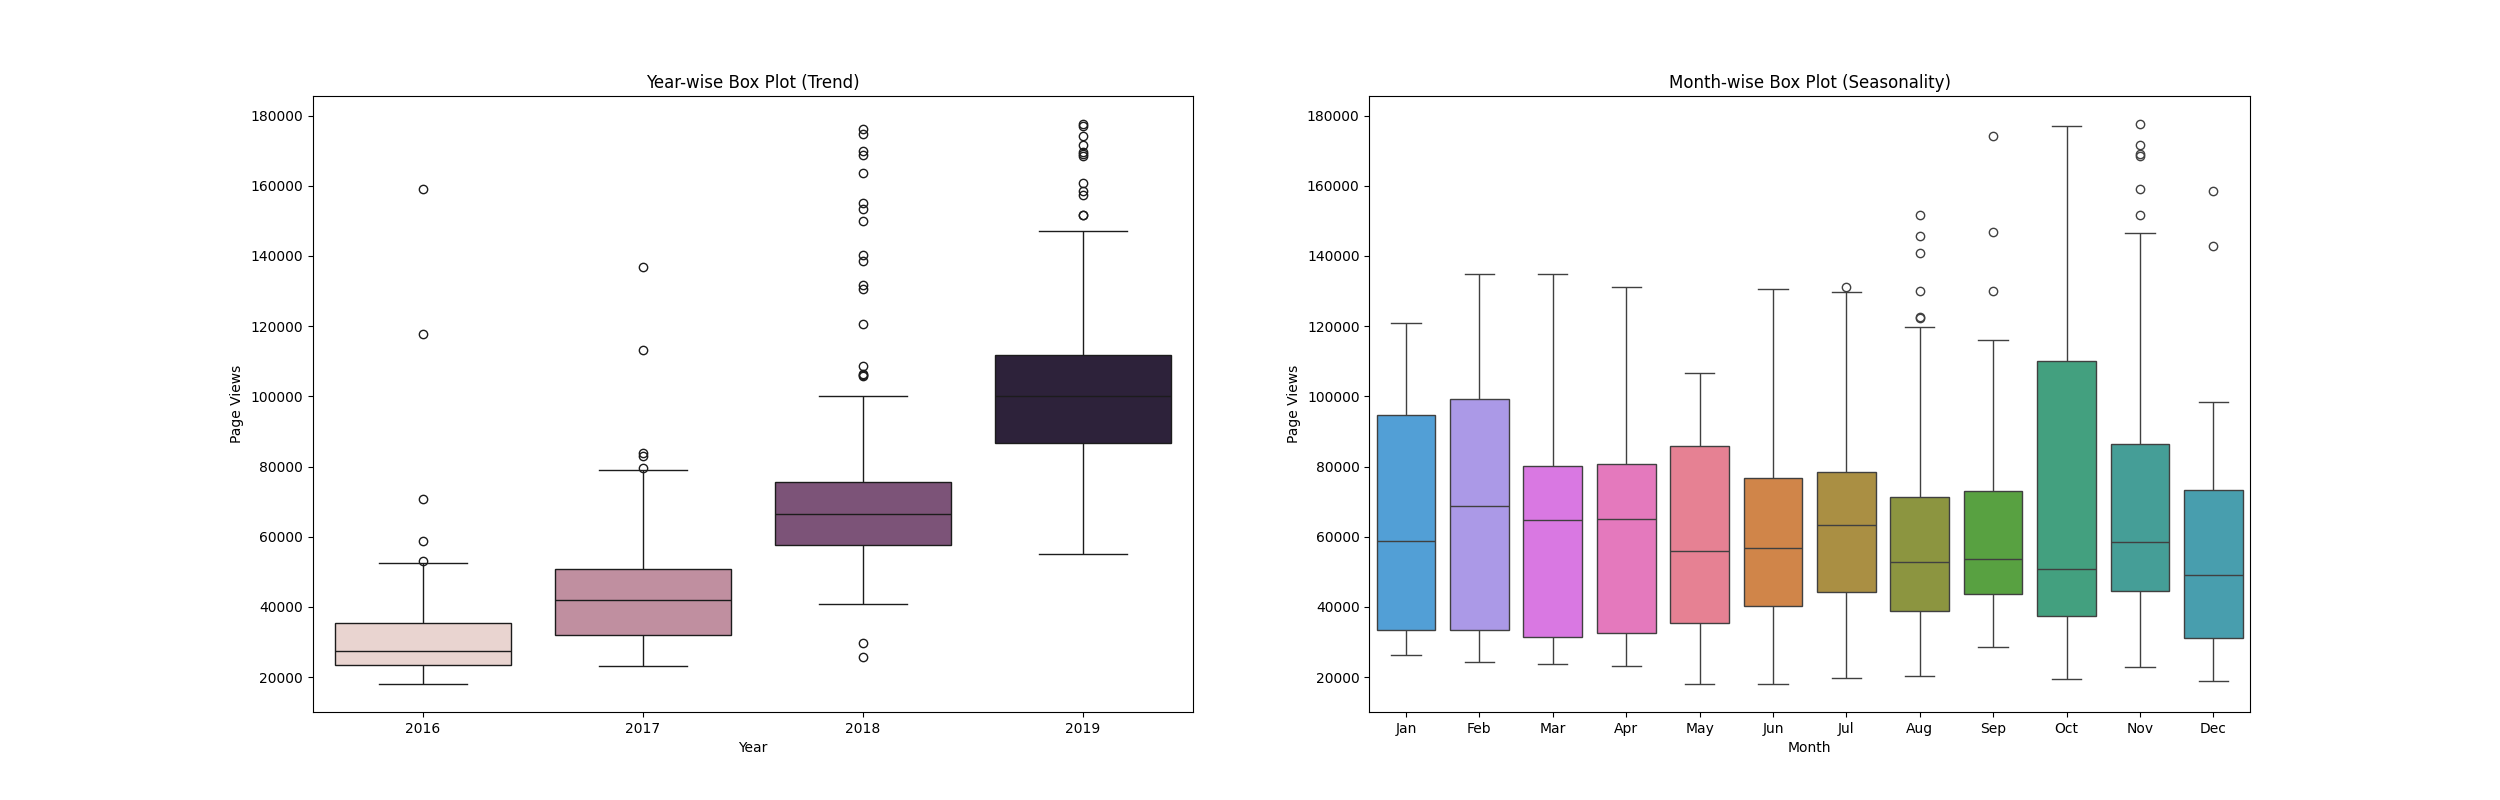 Year-wise Box Plot (Trend)
180000
160000
140000
120000
100000
80000
60000
40000
20000
Page Views
2016 2017 2018 2019
Year
Month-wise Box Plot (Seasonality)
180000
160000
140000
120000
100000
80000
60000
40000
20000
Page Views
Jan Feb Mar Apr May Jun Jul Aug Sep Oct Nov Dec
Month